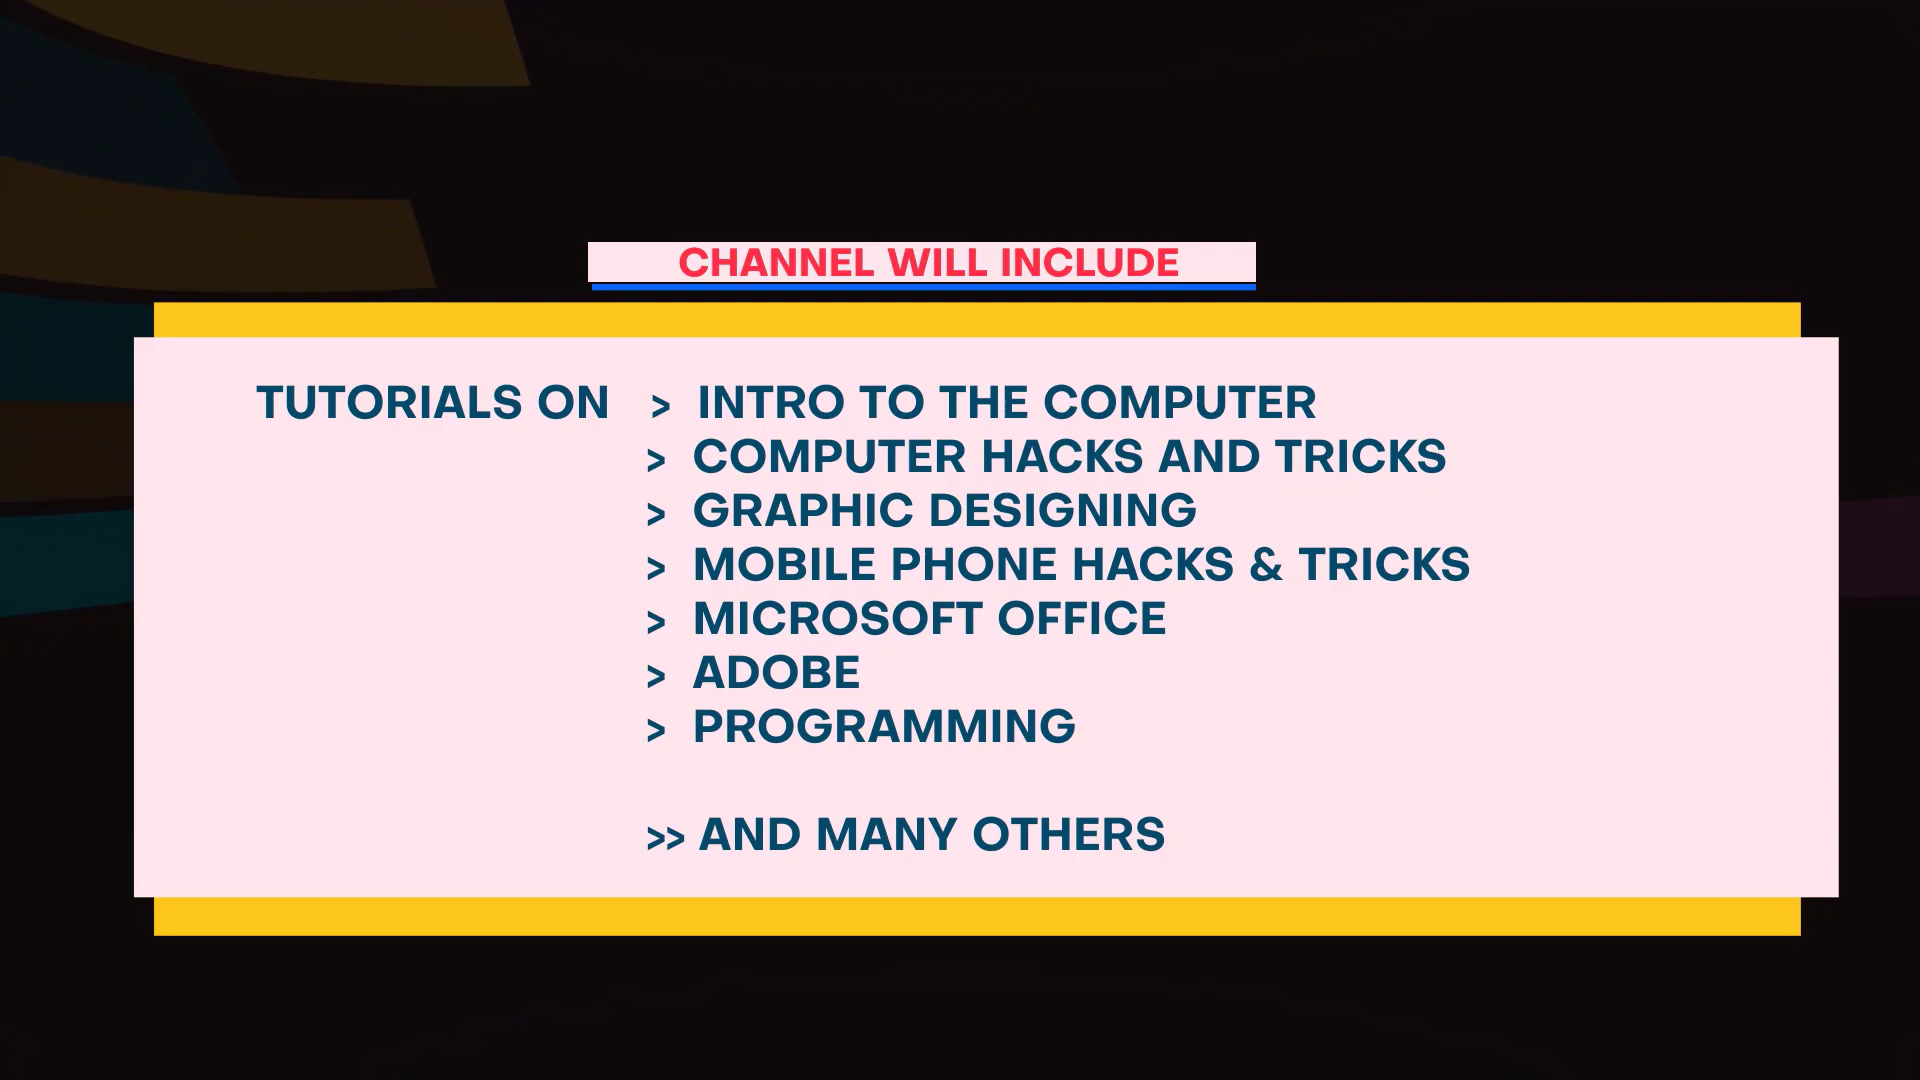 CHANNEL WILL INCLUDE
TUTORIALS ON > INTRO TO THE COMPUTER
> COMPUTER HACKS AND TRICKS
> GRAPHIC DESIGNING
> MOBILE PHONE HACKS & TRICKS
> MICROSOFT OFFICE
> ADOBE
> PROGRAMMING
>> AND MANY OTHERS